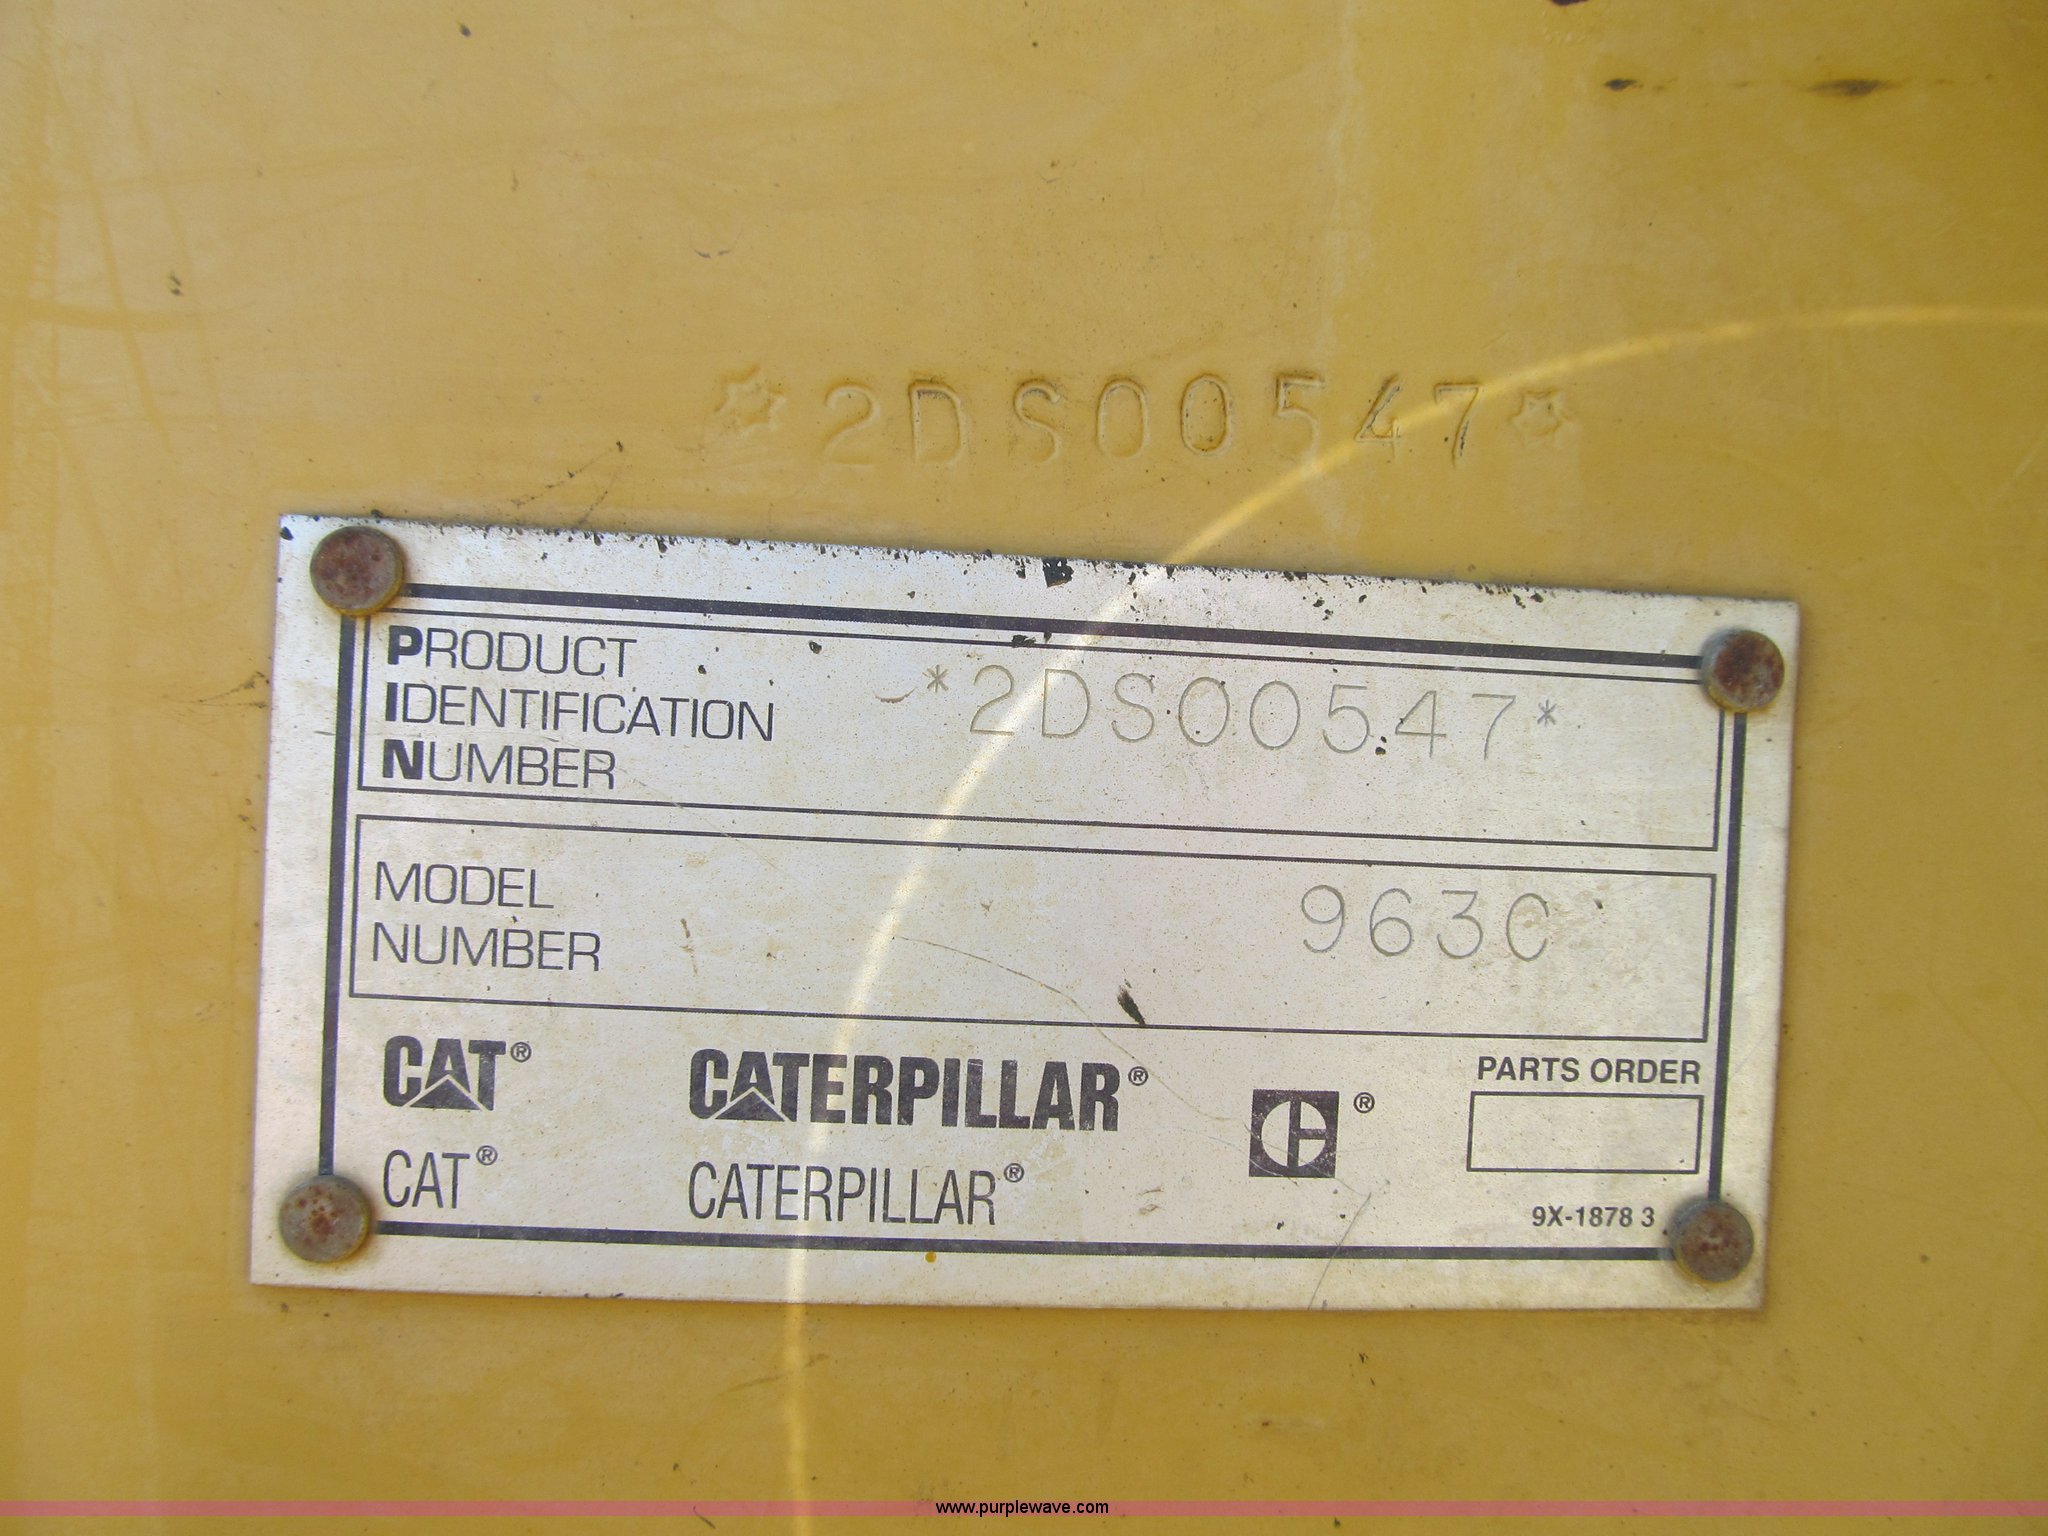 *2DS00547*
PRODUCT
IDENTIFICATION
NUMBER
*2DS00547*
MODEL
NUMBER
963C
CAT®
CATERPILLAR®
CAT®
CATERPILLAR®
C ®
PARTS ORDER
9X-1878 3
www.purplewave.com